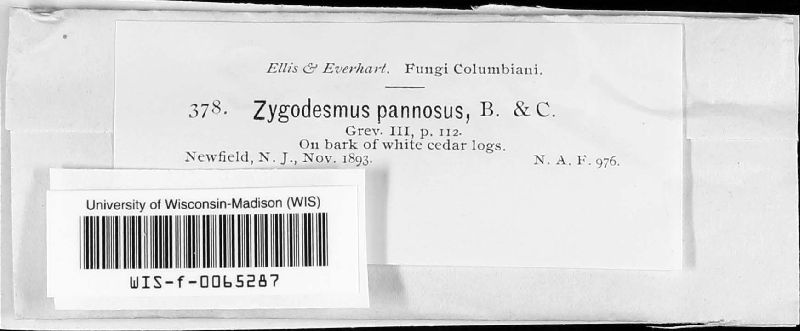 Ellis & Everhart. Fungi Columbiani.
378. Zygodesmus pannosus, B. & C.
Grev. III, p. 112.
On bark of white cedar logs.
Newfield, N. J., Nov. 1893. N. A. F. 976.
University of Wisconsin-Madison (WIS)
WIS-f-0065287